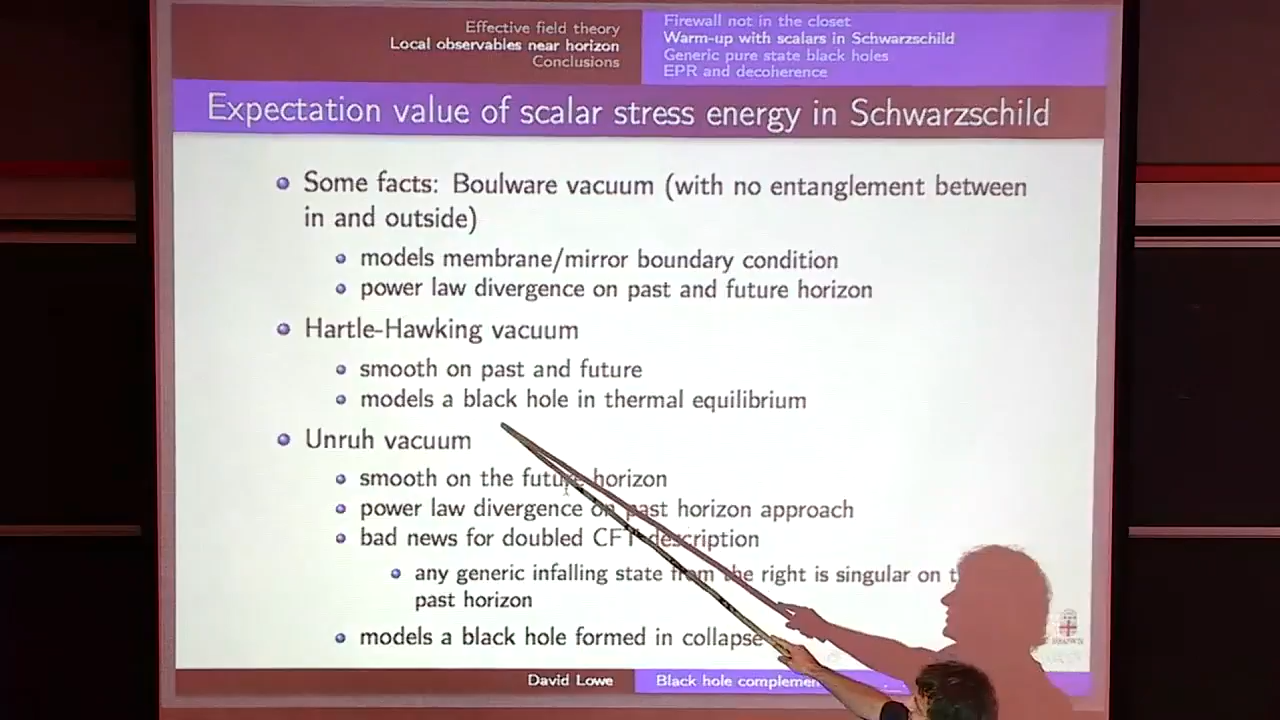 Effective field theory
Local observables near horizon
Conclusions
Firewall not in the closet
Warm-up with scalars in Schwarzschild
Generic pure state black holes
EPR and decoherence
Expectation value of scalar stress energy in Schwarzschild
Some facts: Boulware vacuum (with no entanglement between
in and outside)
models membrane/mirror boundary condition
power law divergence on past and future horizon
Hartle-Hawking vacuum
smooth on past and future
models a black hole in thermal equilibrium
Unruh vacuum
smooth on the future horizon
power law divergence on past horizon approach
bad news for doubled CFT description
any generic infalling state from the right is singular on t
past horizon
models a black hole formed in collapse
BROWN
David Lowe
Black hole complemen